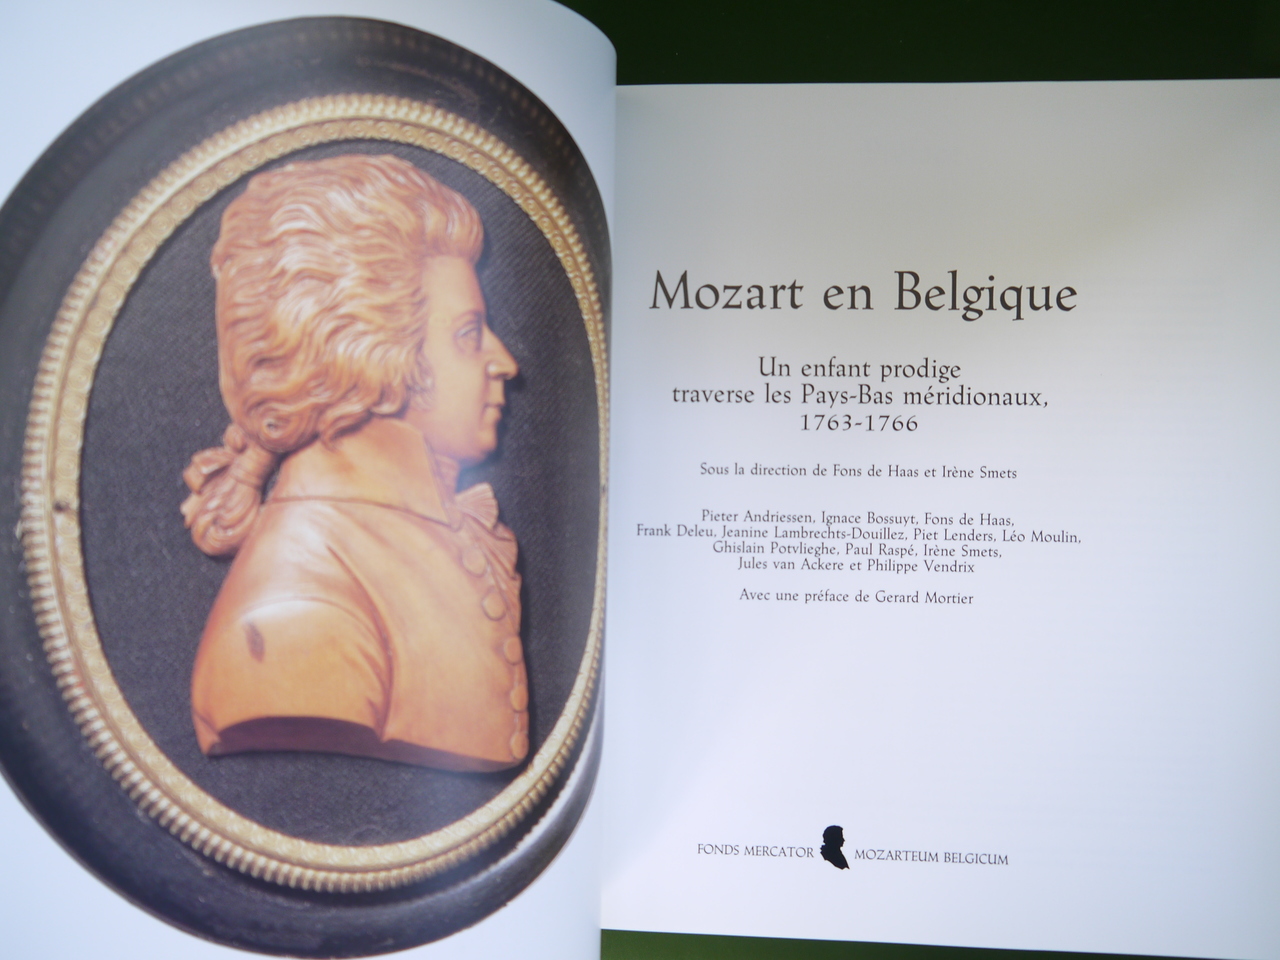 Mozart en Belgique
Un enfant prodige
traverse les Pays-Bas méridionaux,
1763-1766
Sous la direction de Fons de Haas et Irène Smets
Pieter Andriessen, Ignace Bossuyt, Fons de Haas,
Frank Deleu, Jeanine Lambrechts-Douillez, Piet Lenders, Léo Moulin,
Ghislain Potvlieghe, Paul Raspé, Irène Smets,
Jules van Ackere et Philippe Vendrix
Avec une préface de Gerard Mortier
FONDS MERCATOR MOZARTEUM BELGICUM